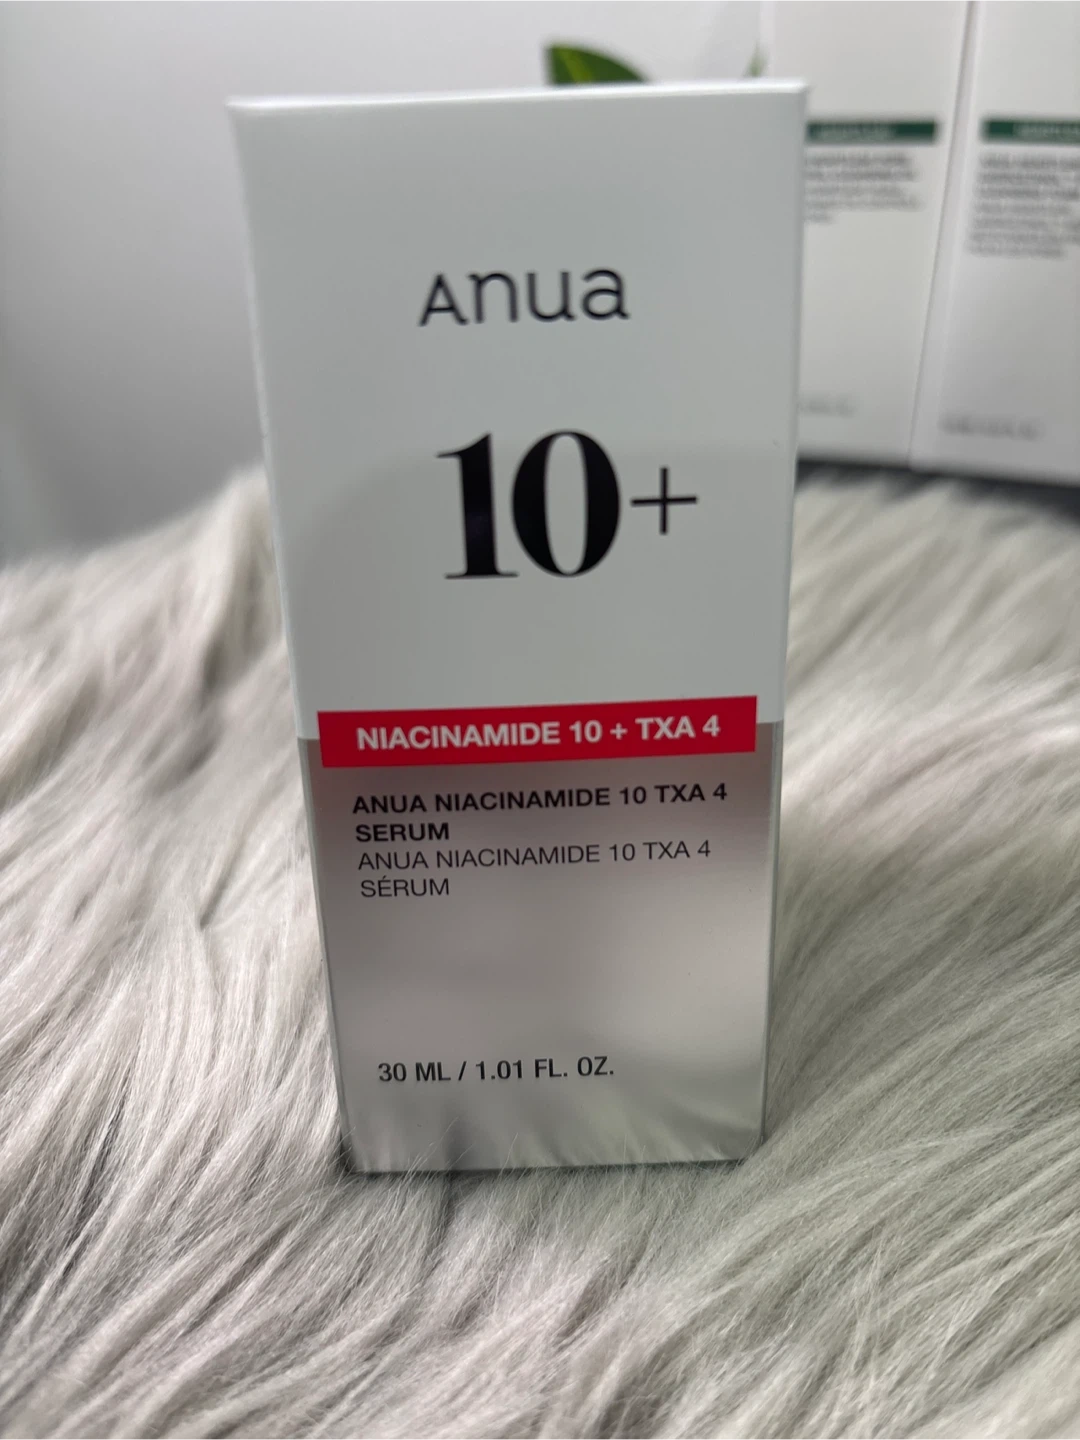 Anua
10+
NIACINAMIDE 10 + TXA 4
ANUA NIACINAMIDE 10 TXA 4
SERUM
ANUA NIACINAMIDE 10 TXA 4
SÉRUM
30 ML / 1.01 FL. OZ.